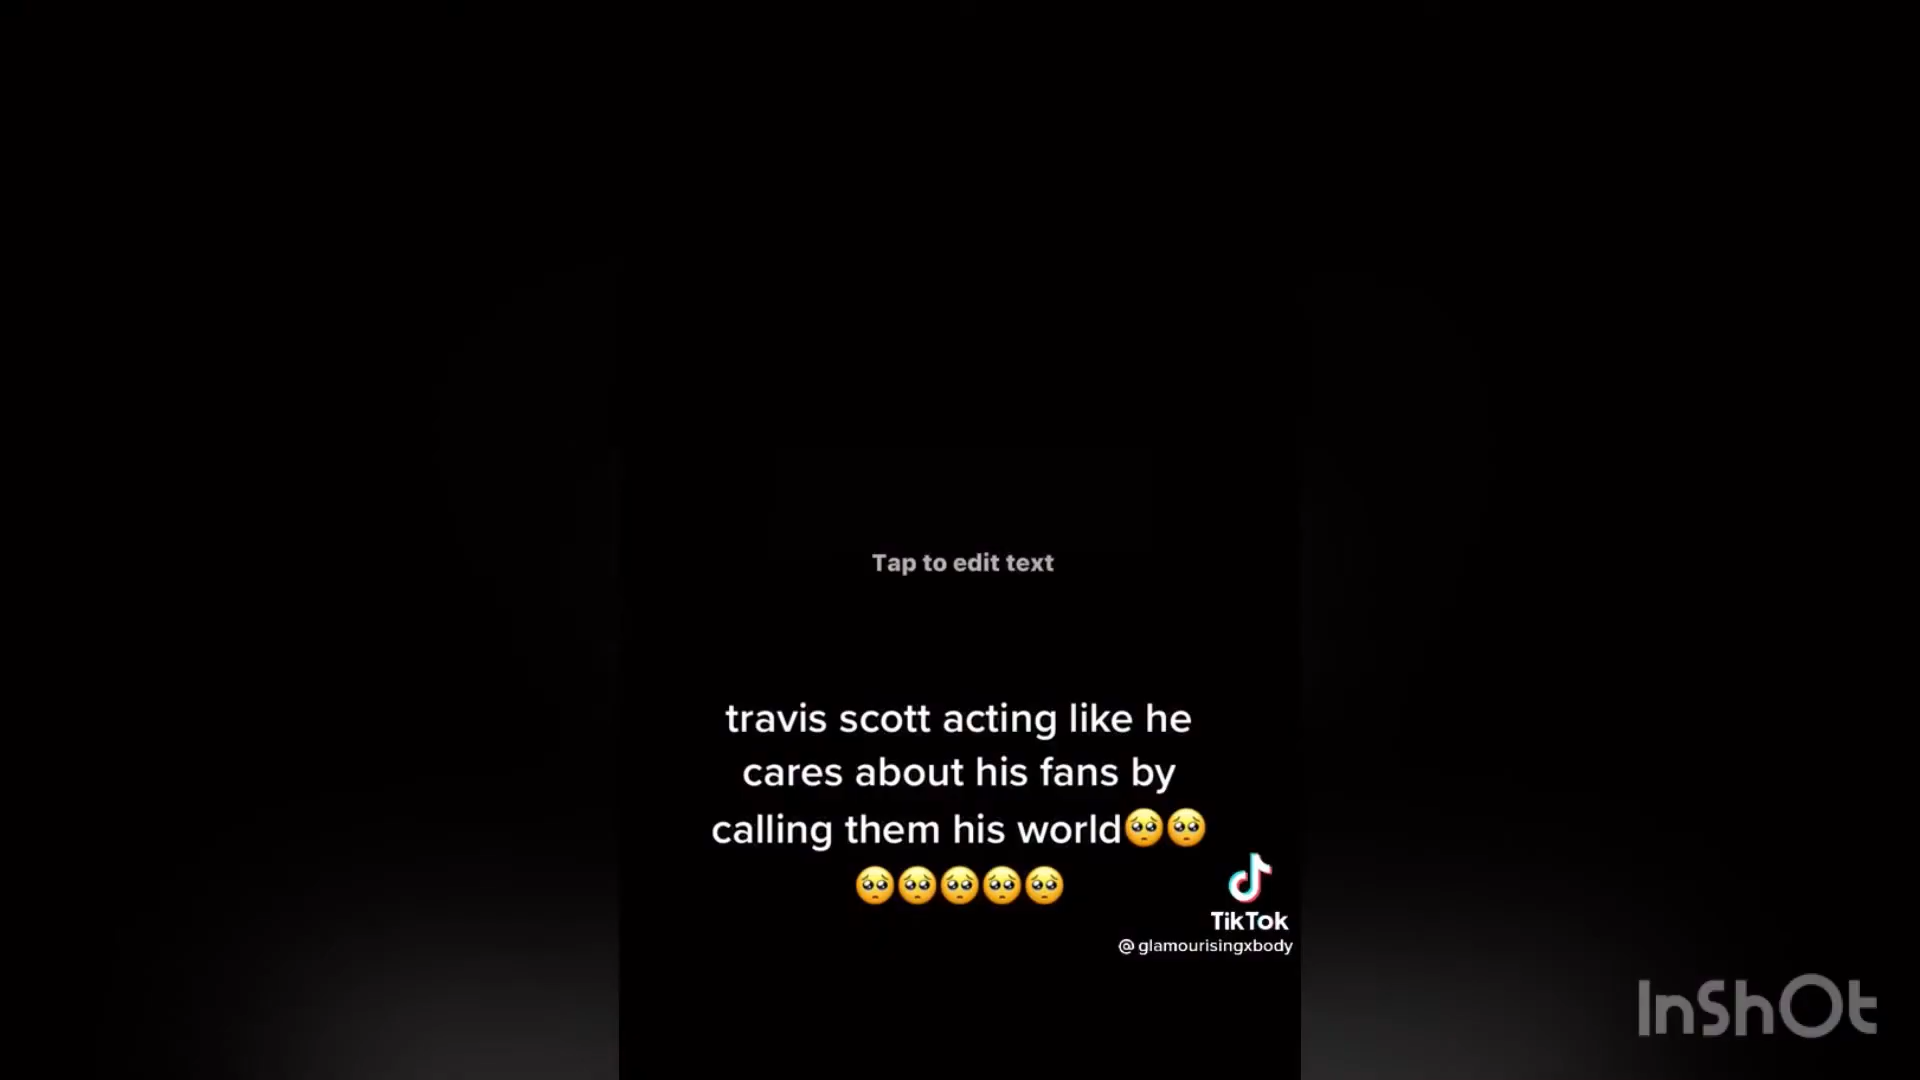 Tap to edit text
travis scott acting like he
cares about his fans by
calling them his world🥺🥺
🥺🥺🥺🥺🥺
TikTok
@glamourisingxbody
InShOt